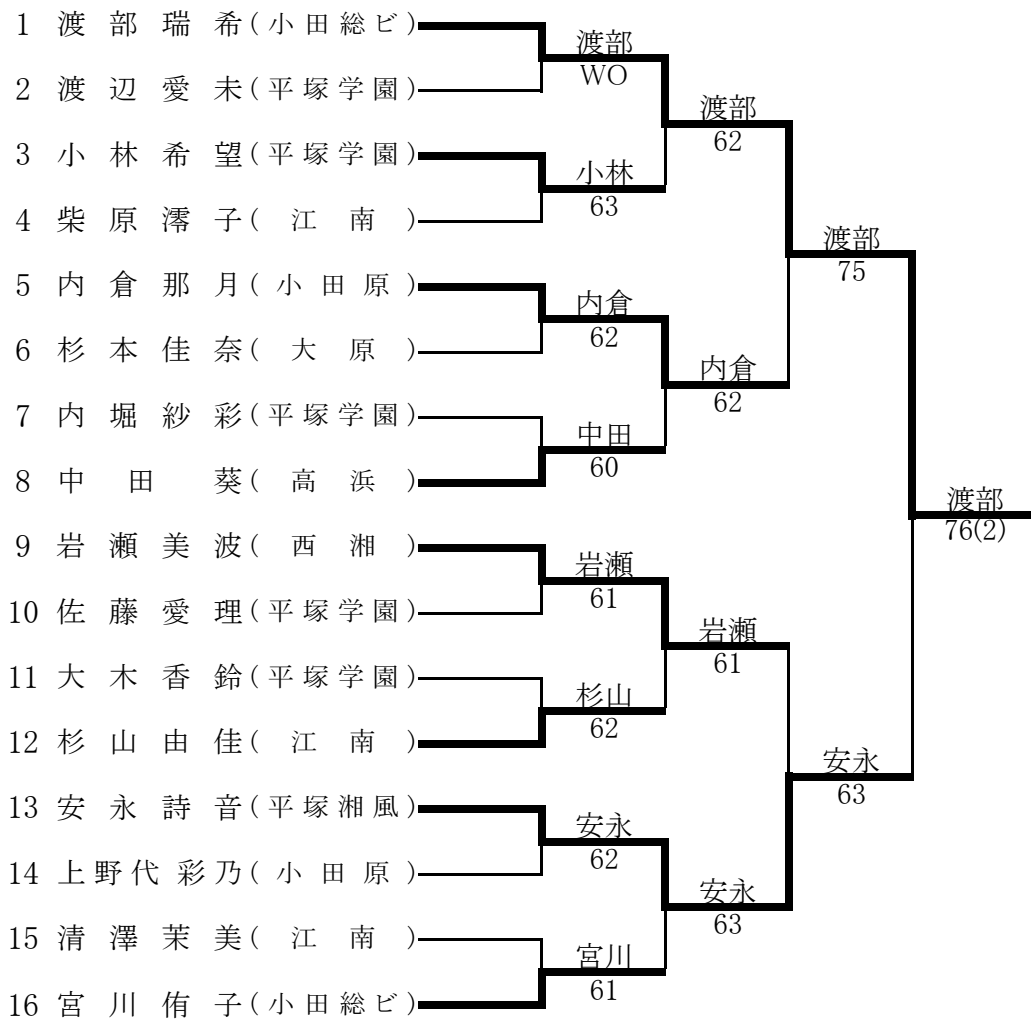 1 渡部瑞希(小田総ビ)
渡部
WO
2 渡辺愛未(平塚学園)
渡部
62
3 小林希望(平塚学園)
小林
63
4 柴原澪子(江南)
渡部
75
5 内倉那月(小田原)
内倉
62
6 杉本佳奈(大原)
内倉
62
7 内堀紗彩(平塚学園)
中田
60
8 中田葵(高浜)
渡部
76(2)
9 岩瀬美波(西湘)
岩瀬
61
10 佐藤愛理(平塚学園)
岩瀬
61
11 大木香鈴(平塚学園)
杉山
62
12 杉山由佳(江南)
安永
63
13 安永詩音(平塚湘風)
安永
62
14 上野代彩乃(小田原)
安永
63
15 清澤茉美(江南)
宮川
61
16 宮川侑子(小田総ビ)